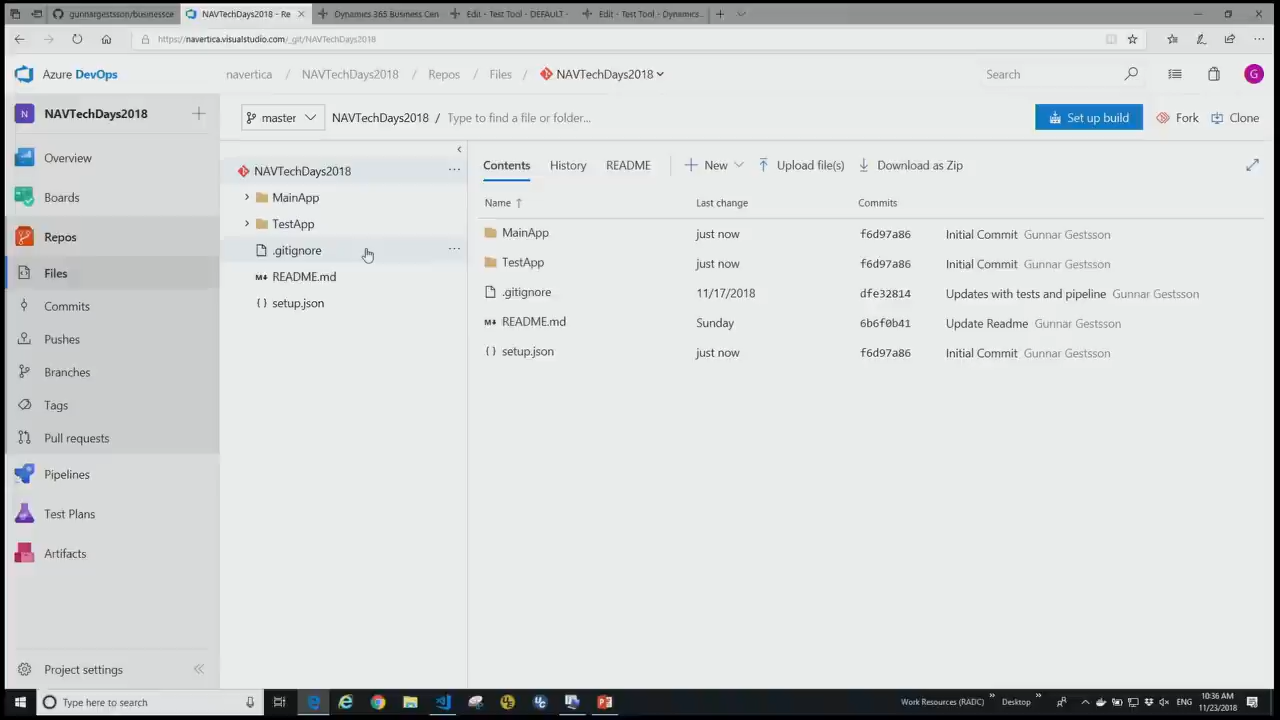 gunnargestsson/businessce
NAVTechDays2018 - Re
Dynamics 365 Business Cen
Edit - Test Tool - DEFAULT -
Edit - Test Tool - Dynamics...
https://navertica.visualstudio.com/_git/NAVTechDays2018
Azure DevOps
navertica / NAVTechDays2018 / Repos / Files / NAVTechDays2018
Search
G
N NAVTechDays2018
master
NAVTechDays2018 / Type to find a file or folder...
Set up build
Fork
Clone
Overview
Boards
Repos
Files
Commits
Pushes
Branches
Tags
Pull requests
Pipelines
Test Plans
Artifacts
Project settings
NAVTechDays2018
MainApp
TestApp
.gitignore
README.md
setup.json
Contents History README New Upload file(s) Download as Zip
Name Last change Commits
MainApp just now f6d97a86 Initial Commit Gunnar Gestsson
TestApp just now f6d97a86 Initial Commit Gunnar Gestsson
.gitignore 11/17/2018 dfe32814 Updates with tests and pipeline Gunnar Gestsson
README.md Sunday 6b6f0b41 Update Readme Gunnar Gestsson
setup.json just now f6d97a86 Initial Commit Gunnar Gestsson
Type here to search
Work Resources (RADC)
Desktop
ENG
10:36 AM
11/23/2018